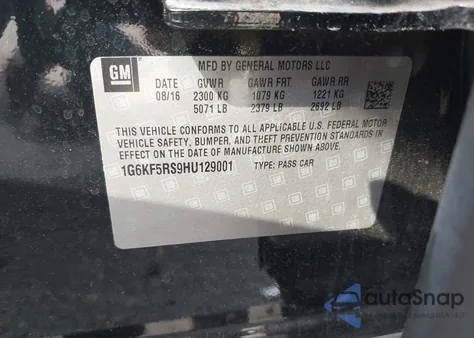 GM
MFD BY GENERAL MOTORS LLC
DATE GVWR GAWR FRT GAWR RR
08/16 2300 KG 1079 KG 1221 KG
5071 LB 2379 LB 2692 LB
THIS VEHICLE CONFORMS TO ALL APPLICABLE U.S. FEDERAL MOTOR
VEHICLE SAFETY, BUMPER, AND THEFT PREVENTION STANDARDS
IN EFFECT ON THE DATE OF MANUFACTURE SHOWN ABOVE.
1G6KF5RS9HU129001 TYPE: PASS CAR
autoSnap